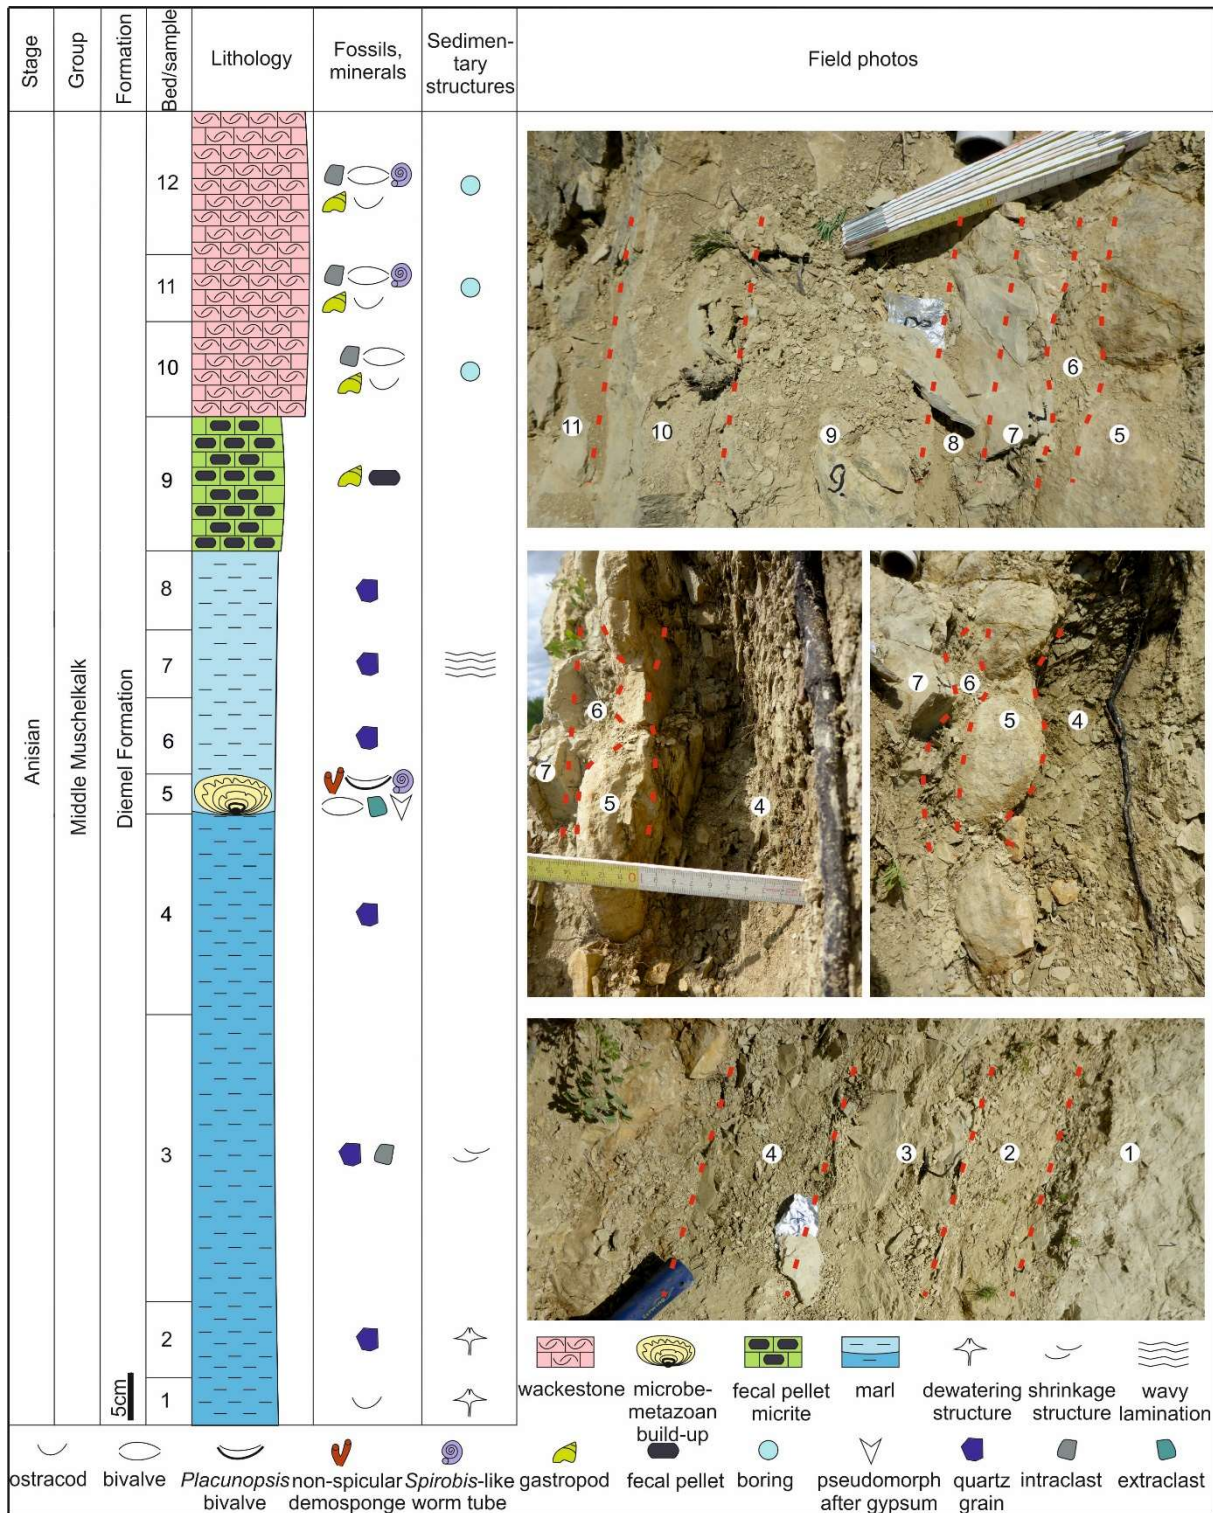 Stage
Group
Formation
Bed/sample
Lithology
Fossils,
minerals
Sedimen-
tary
structures
Field photos
12
11
10
9
8
7
6
5
4
3
2
1
Anisian
Middle Muschelkalk
Diemel Formation
5cm
11
10
9
8
7
6
5
9
7
6
5
4
7
6
5
4
4
3
2
1
wackestone
microbe-
metazoan
build-up
fecal pellet
micrite
marl
dewatering
structure
shrinkage
structure
wavy
lamination
ostracod
bivalve
Placunopsis
bivalve
non-spicular
demosponge
Spirobis-like
worm tube
gastropod
fecal pellet
boring
pseudomorph
after gypsum
quartz
grain
intraclast
extraclast